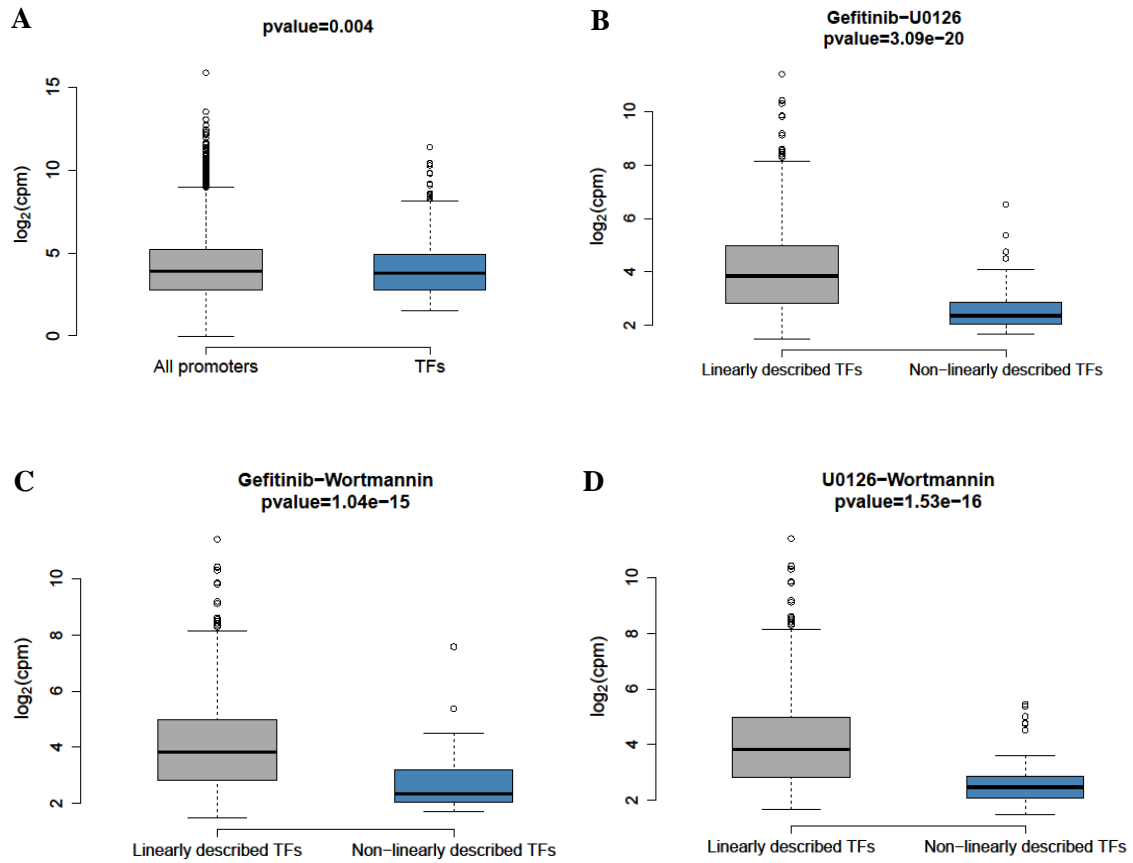 A
pvalue=0.004
log2(cpm)
15
10
5
0
All promoters
TFs
B
Gefitinib−U0126
pvalue=3.09e−20
log2(cpm)
10
8
6
4
2
Linearly described TFs
Non−linearly described TFs
C
Gefitinib−Wortmannin
pvalue=1.04e−15
log2(cpm)
10
8
6
4
2
Linearly described TFs
Non−linearly described TFs
D
U0126−Wortmannin
pvalue=1.53e−16
log2(cpm)
10
8
6
4
2
Linearly described TFs
Non−linearly described TFs